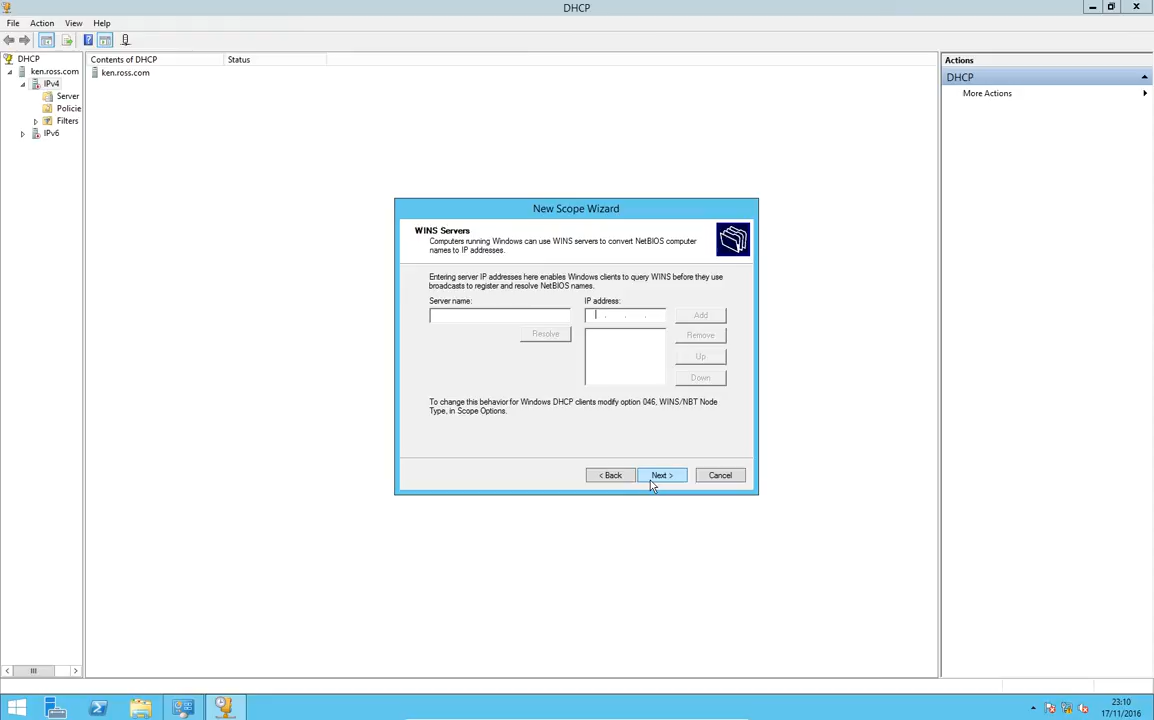 DHCP
File Action View Help
DHCP
ken.ross.com
IPv4
Server
Policie
Filters
IPv6
Contents of DHCP Status
ken.ross.com
Actions
DHCP
More Actions
New Scope Wizard
WINS Servers
Computers running Windows can use WINS servers to convert NetBIOS computer
names to IP addresses.
Entering server IP addresses here enables Windows clients to query WINS before they use
broadcasts to register and resolve NetBIOS names.
Server name: IP address:
. . . Add
Resolve Remove
Up
Down
To change this behavior for Windows DHCP clients modify option 046, WINS/NBT Node
Type, in Scope Options.
< Back Next > Cancel
23:10
17/11/2016